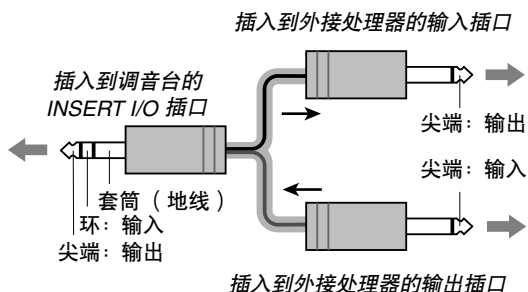 插入到外接处理器的输入插口
插入到调音台的
INSERT I/O 插口
尖端：输出
尖端：输入
套筒（地线）
环：输入
尖端：输出
插入到外接处理器的输出插口